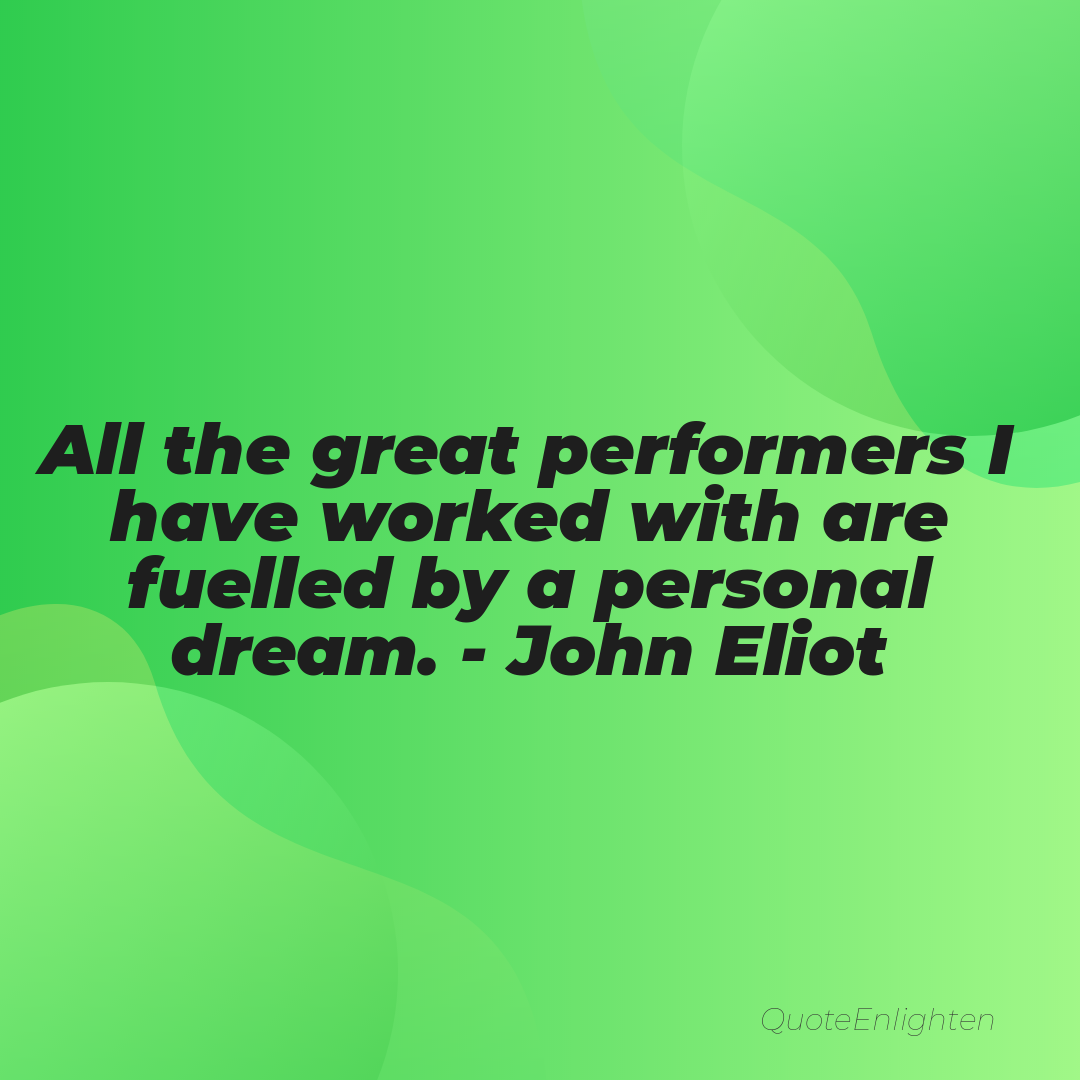 All the great performers I
have worked with are
fuelled by a personal
dream. - John Eliot
QuoteEnlighten